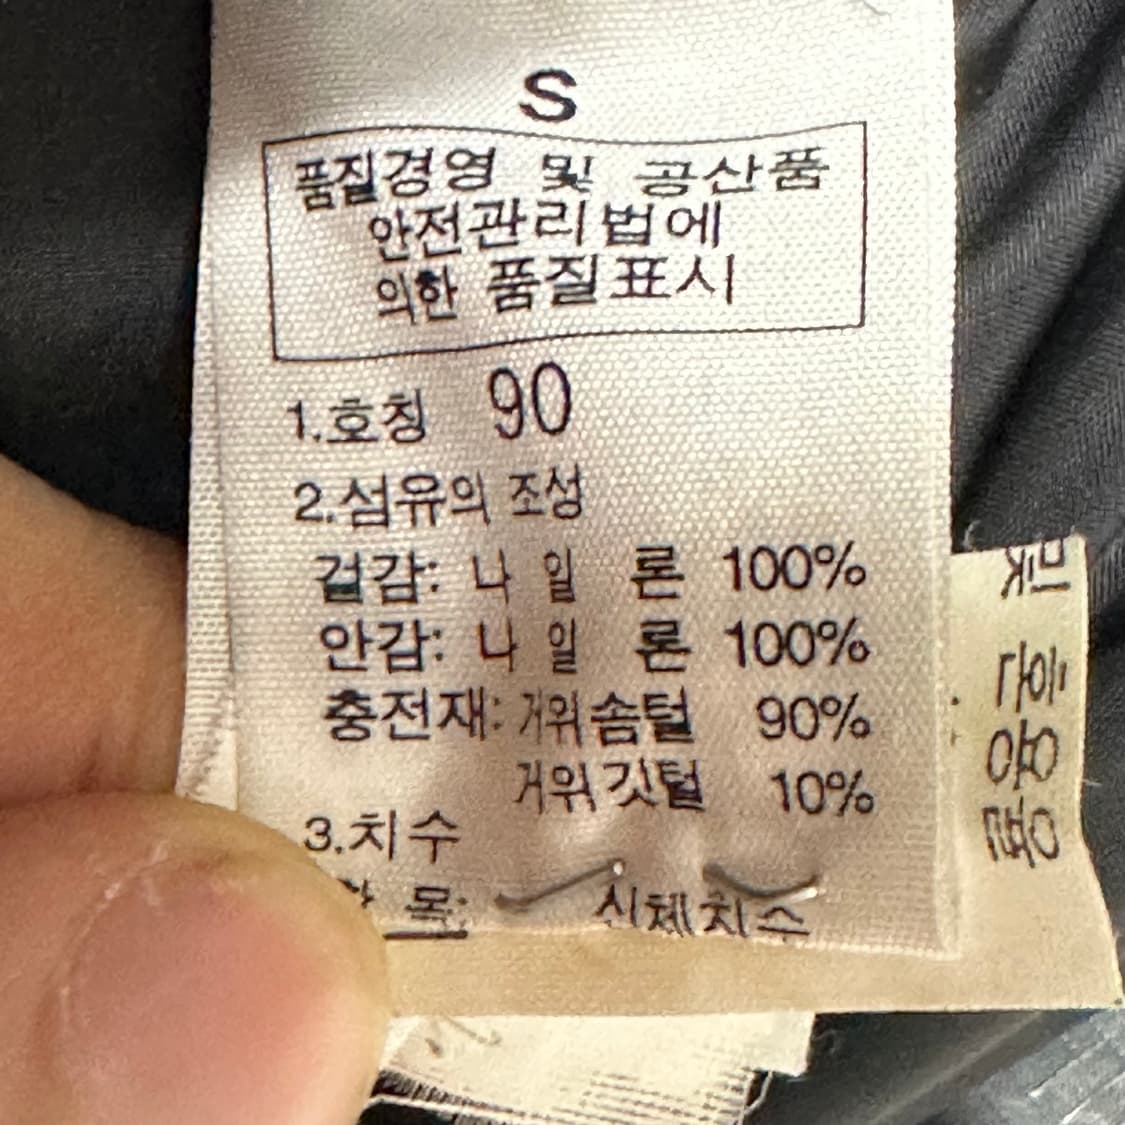 S
품질경영 및 공산품
안전관리법에
의한 품질표시
1.호칭 90
2.섬유의 조성
겉감: 나 일 론 100%
안감: 나 일 론 100%
충전재: 거위솜털 90%
거위깃털 10%
3.치수
목: 신체치수